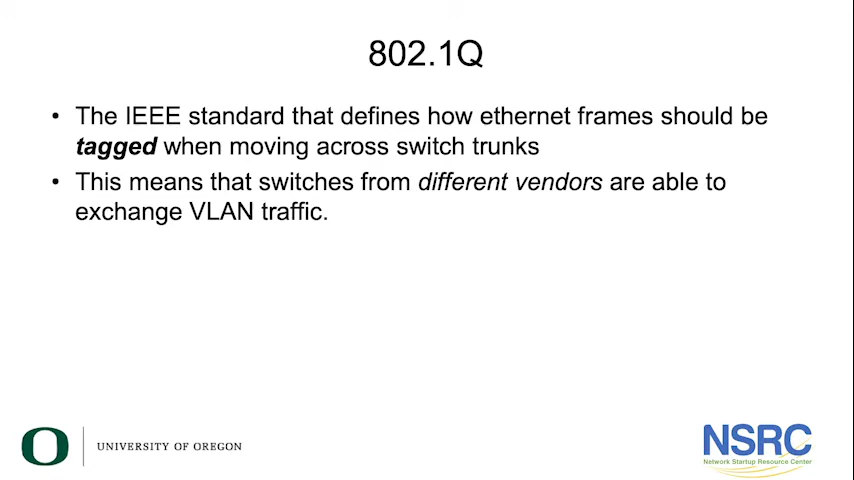 802.1Q
• The IEEE standard that defines how ethernet frames should be
tagged when moving across switch trunks
• This means that switches from different vendors are able to
exchange VLAN traffic.
O
UNIVERSITY OF OREGON
NSRC
Network Startup Resource Center